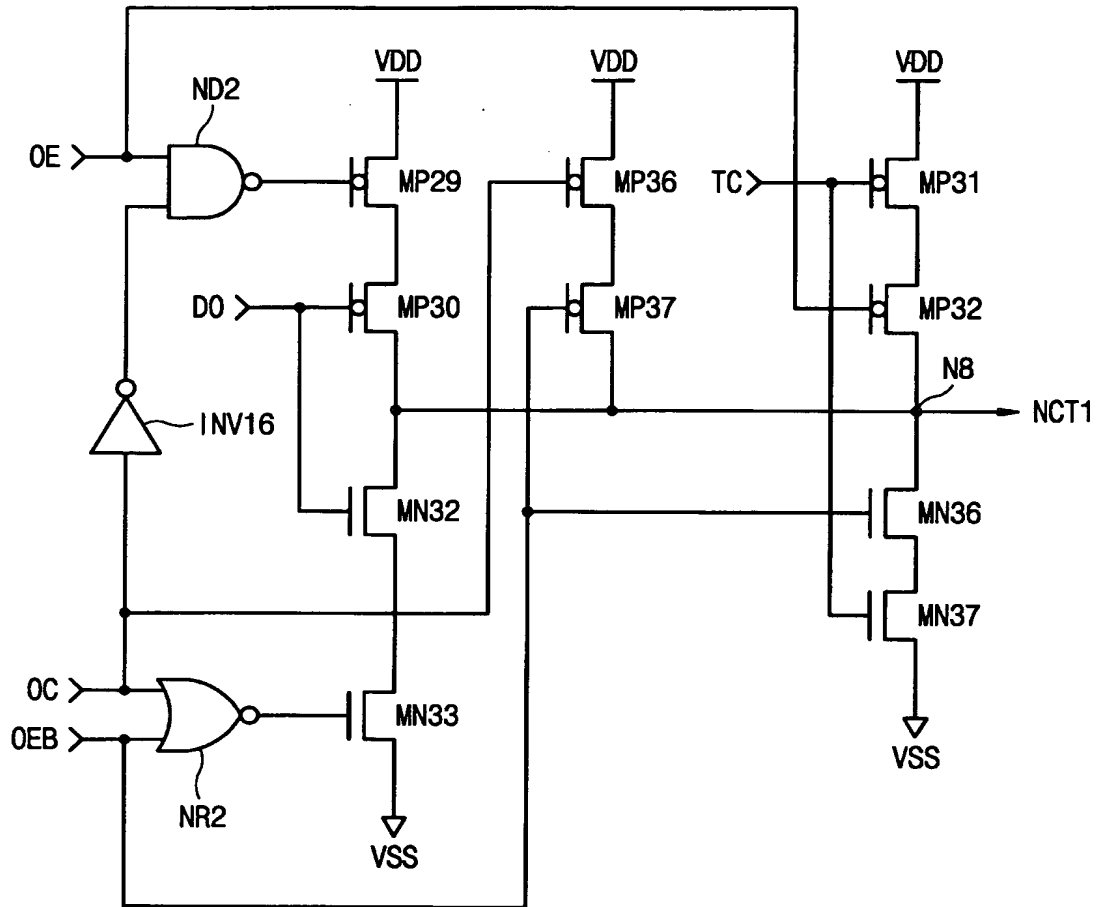 VDD
VDD
VDD
ND2
OE
MP29
MP36
TC
MP31
DO
MP30
MP37
MP32
N8
INV16
NCT1
MN32
MN36
MN37
OC
MN33
OEB
NR2
VSS
VSS